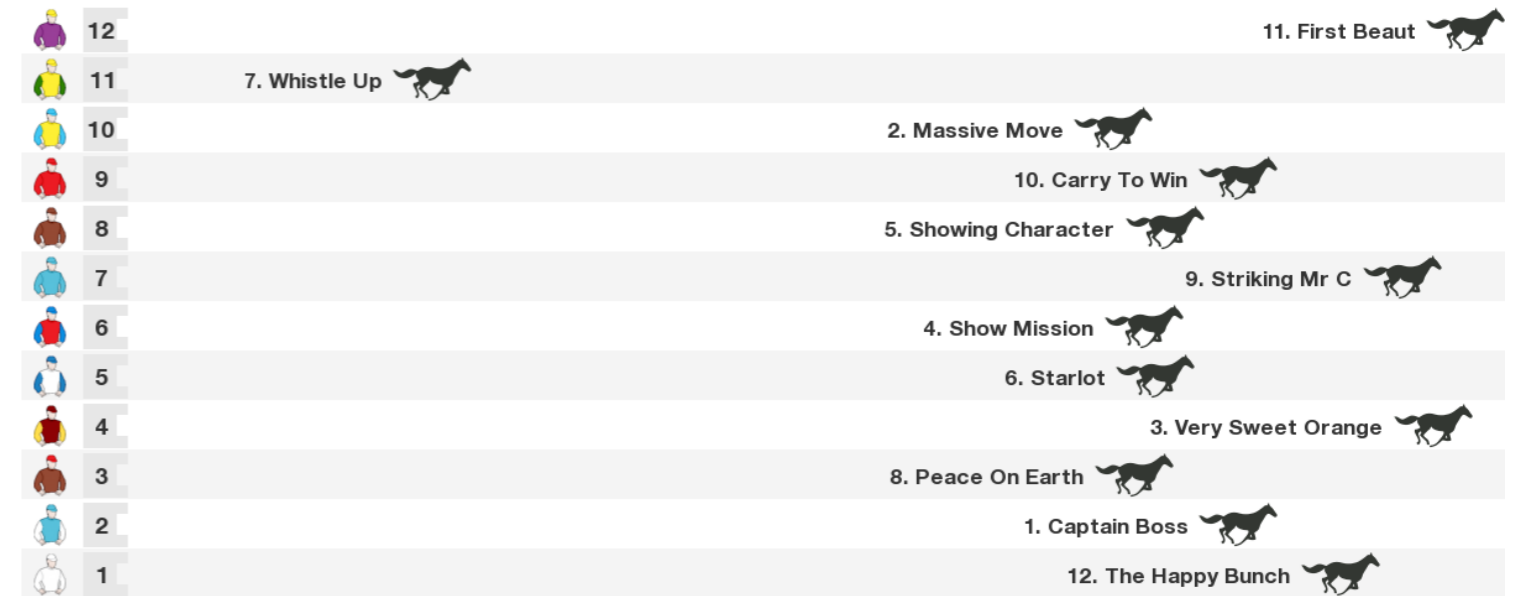 12 11. First Beaut
11 7. Whistle Up
10 2. Massive Move
9 10. Carry To Win
8 5. Showing Character
7 9. Striking Mr C
6 4. Show Mission
5 6. Starlot
4 3. Very Sweet Orange
3 8. Peace On Earth
2 1. Captain Boss
1 12. The Happy Bunch